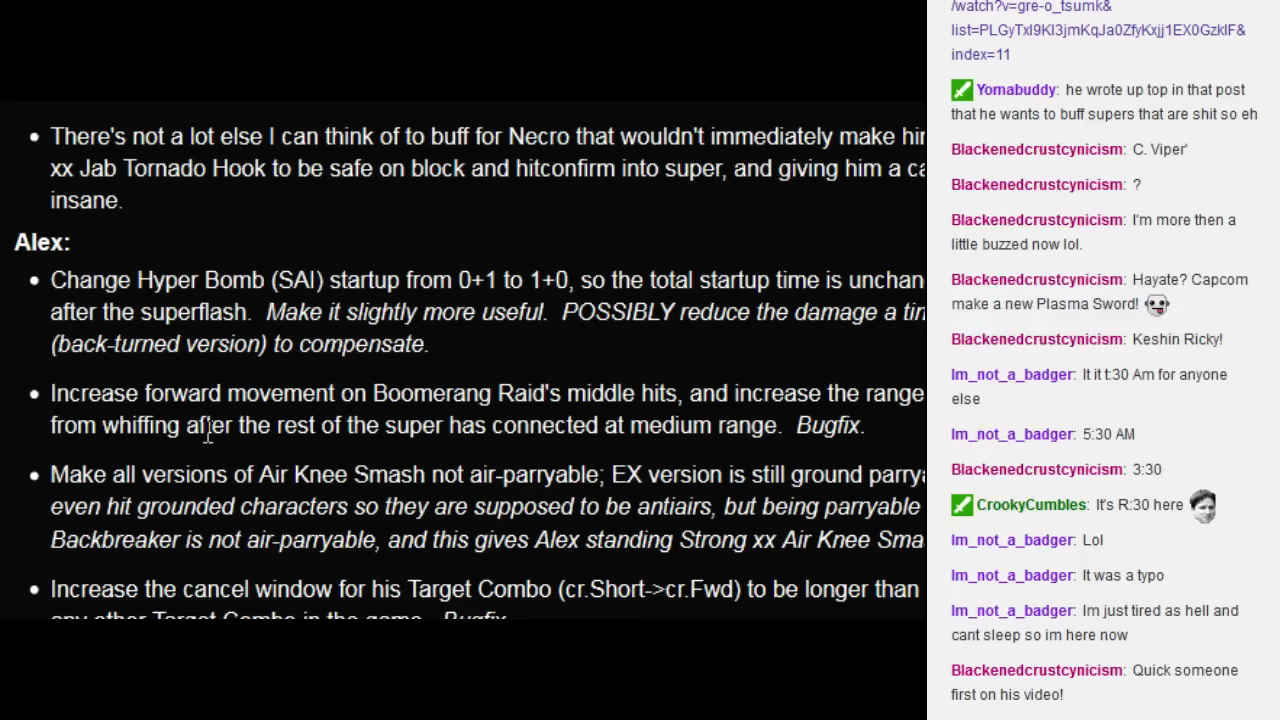 There's not a lot else I can think of to buff for Necro that wouldn't immediately make
xx Jab Tornado Hook to be safe on block and hitconfirm into super, and giving him a
insane.
Alex:
Change Hyper Bomb (SAI) startup from 0+1 to 1+0, so the total startup time is
after the superflash. Make it slightly more useful. POSSIBLY reduce the damage a
(back-turned version) to compensate.
Increase forward movement on Boomerang Raid's middle hits, and increase the range
from whiffing after the rest of the super has connected at medium range. Bugfix.
Make all versions of Air Knee Smash not air-parryable; EX version is still ground
even hit grounded characters so they are supposed to be antiairs, but being parryable
Backbreaker is not air-parryable, and this gives Alex standing Strong xx Air Knee
Increase the cancel window for his Target Combo (cr.Short->cr.Fwd) to be longer than
any other Target Combo in the game. Bugfix.
/watch?v=gre-o_tsumk&
index=11
Yomabuddy: he wrote up top in that post
that he wants to buff supers that are shit so eh
Blackenedcrustcynicism: C. Viper'
Blackenedcrustcynicism: ?
Blackenedcrustcynicism: I'm more then a
little buzzed now lol.
Blackenedcrustcynicism: Hayate? Capcom
make a new Plasma Sword!
Blackenedcrustcynicism: Keshin Ricky!
Im_not_a_badger: It it t:30 Am for anyone
else
Im_not_a_badger: 5:30 AM
Blackenedcrustcynicism: 3:30
CrookyCumbles: It's R:30 here
Im_not_a_badger: Lol
Im_not_a_badger: It was a typo
Im_not_a_badger: Im just tired as hell and
cant sleep so im here now
Blackenedcrustcynicism: Quick someone
first on his video!